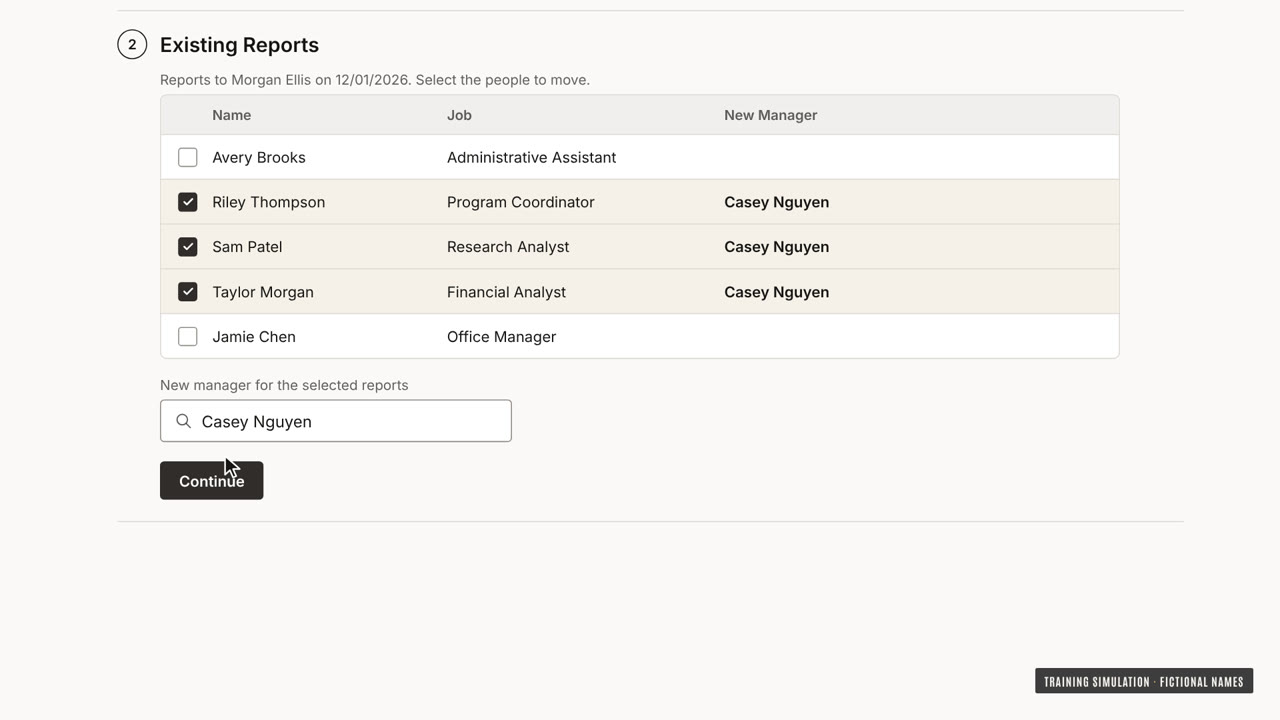 2 Existing Reports
Reports to Morgan Ellis on 12/01/2026. Select the people to move.
Name Job New Manager
Avery Brooks Administrative Assistant
Riley Thompson Program Coordinator Casey Nguyen
Sam Patel Research Analyst Casey Nguyen
Taylor Morgan Financial Analyst Casey Nguyen
Jamie Chen Office Manager
New manager for the selected reports
Casey Nguyen
Continue
TRAINING SIMULATION · FICTIONAL NAMES